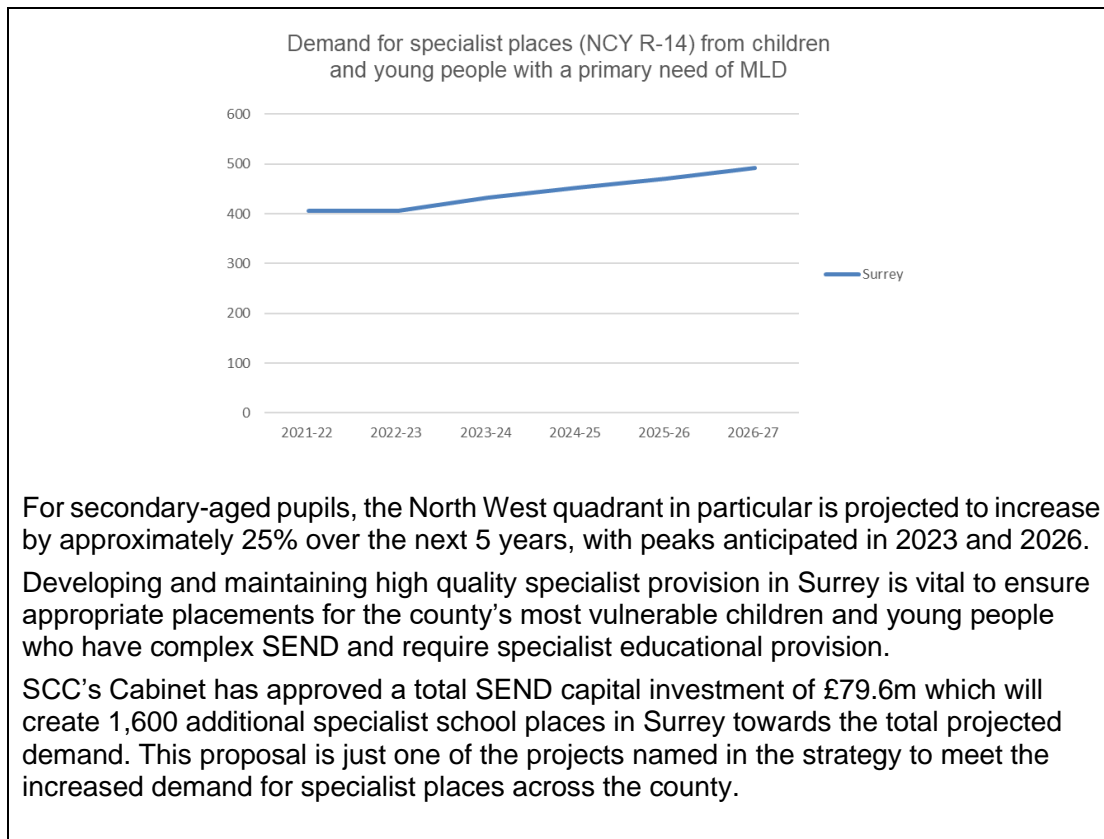 Demand for specialist places (NCY R-14) from children
and young people with a primary need of MLD
600
500
400
300
200
100
0
2021-22 2022-23 2023-24 2024-25 2025-26 2026-27
Surrey
For secondary-aged pupils, the North West quadrant in particular is projected to increase
by approximately 25% over the next 5 years, with peaks anticipated in 2023 and 2026.
Developing and maintaining high quality specialist provision in Surrey is vital to ensure
appropriate placements for the county’s most vulnerable children and young people
who have complex SEND and require specialist educational provision.
SCC’s Cabinet has approved a total SEND capital investment of £79.6m which will
create 1,600 additional specialist school places in Surrey towards the total projected
demand. This proposal is just one of the projects named in the strategy to meet the
increased demand for specialist places across the county.